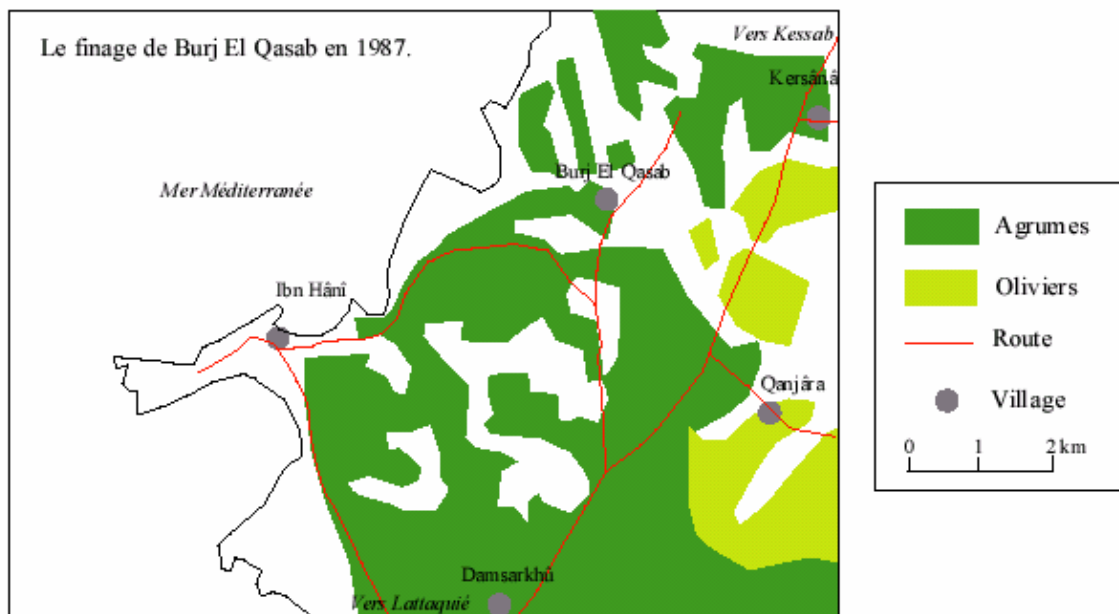 Le finage de Burj El Qasab en 1987.
Vers Kessab
Kersânâ
Burj El Qasab
Mer Méditerranée
Ibn Hânî
Qanjâra
Damsarkhû
Vers Lattaquié
Agrumes
Oliviers
Route
Village
0 1 2 km